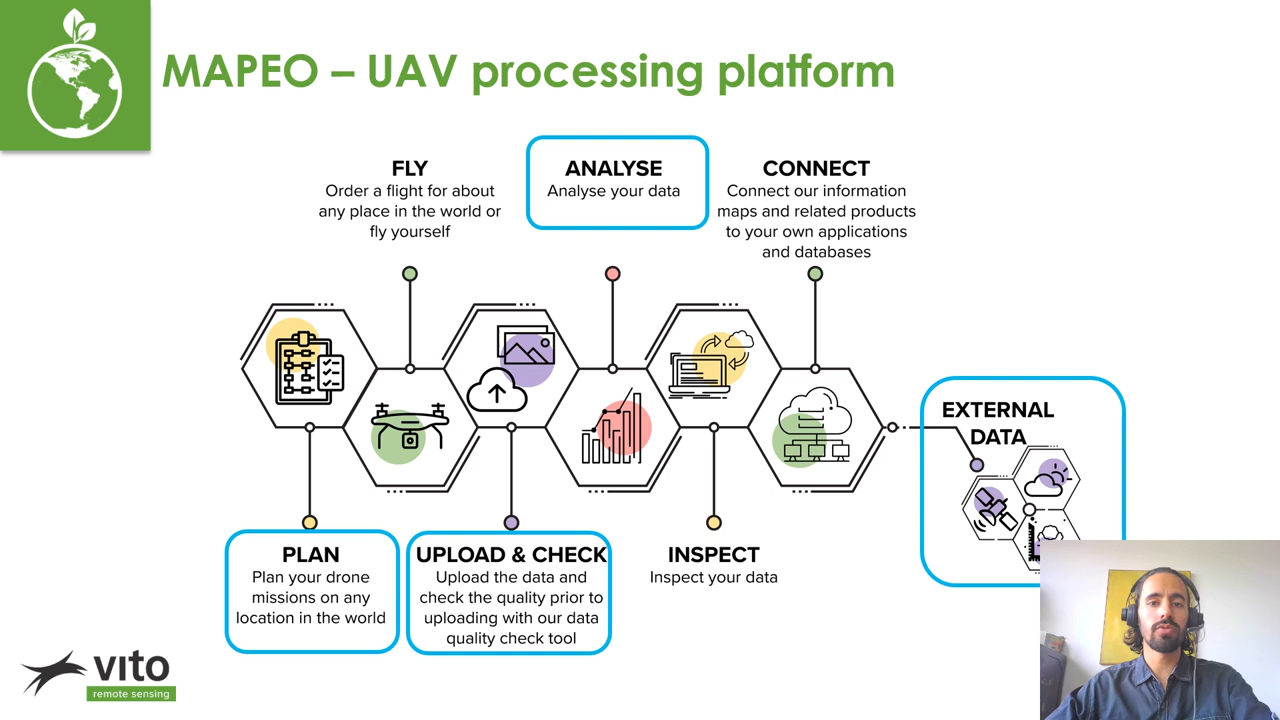 MAPEO – UAV processing platform
FLY
Order a flight for about
any place in the world or
fly yourself
ANALYSE
Analyse your data
CONNECT
Connect our information
maps and related products
to your own applications
and databases
EXTERNAL
DATA
PLAN
Plan your drone
missions on any
location in the world
UPLOAD & CHECK
Upload the data and
check the quality prior to
uploading with our data
quality check tool
INSPECT
Inspect your data
vito
remote sensing